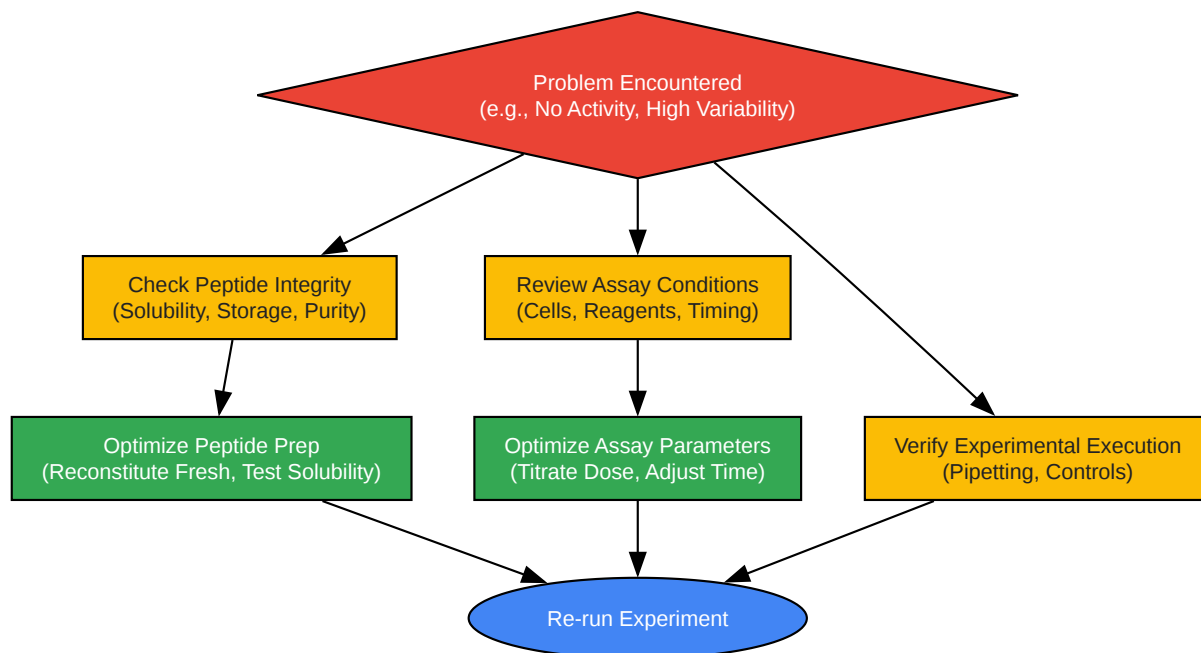 Problem Encountered
(e.g., No Activity, High Variability)
Check Peptide Integrity
(Solubility, Storage, Purity)
Review Assay Conditions
(Cells, Reagents, Timing)
Optimize Peptide Prep
(Reconstitute Fresh, Test Solubility)
Optimize Assay Parameters
(Titrate Dose, Adjust Time)
Verify Experimental Execution
(Pipetting, Controls)
Re-run Experiment